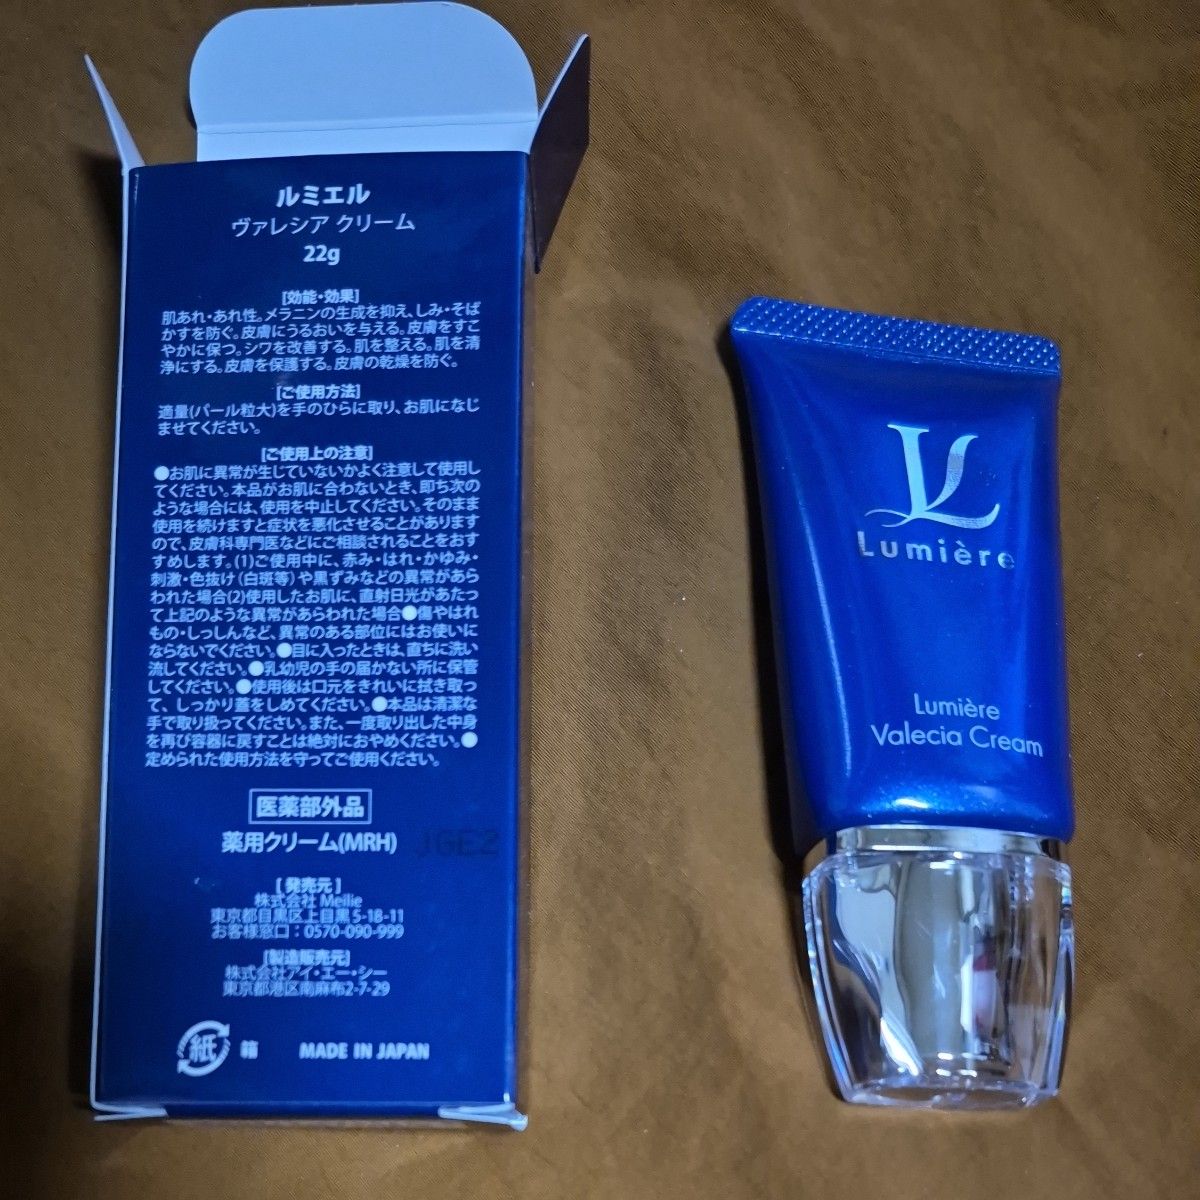 ルミエル
ヴァレシア クリーム
22g
[効能・効果]
肌あれ・あれ性。メラニンの生成を抑え、しみ・そば
かすを防ぐ。皮膚にうるおいを与える。皮膚をすこ
やかに保つ。シワを改善する。肌を整える。肌を清
浄にする。皮膚を保護する。皮膚の乾燥を防ぐ。
[ご使用方法]
適量(パール粒大)を手のひらに取り、お肌になじ
ませてください。
[ご使用上の注意]
●お肌に異常が生じていないかよく注意して使用し
てください。本品がお肌に合わないとき、即ち次の
ような場合には、使用を中止してください。そのまま
使用を続けますと症状を悪化させることがあります
ので、皮膚科専門医などにご相談されることをおす
すめします。(1)ご使用中に、赤み・はれ・かゆみ・
刺激・色抜け(白斑等)や黒ずみなどの異常があら
われた場合(2)使用したお肌に、直射日光があたっ
て上記のような異常があらわれた場合●傷やはれ
もの・しっしんなど、異常のある部位にはお使いに
ならないでください。●目に入ったときは、直ちに洗い
流してください。●乳幼児の手の届かない所に保管
してください。●使用後は口元をきれいに拭き取っ
て、しっかり蓋をしめてください。●本品は清潔な
手で取り扱ってください。また、一度取り出した中身
を再び容器に戻すことは絶対におやめください。●
定められた使用方法を守ってご使用ください。
医薬部外品
薬用クリーム(MRH) JGE2
[発売元]
株式会社 Meilie
東京都目黒区上目黒5-18-11
お客様窓口：0570-090-999
[製造販売元]
株式会社アイ・エー・シー
東京都港区南麻布2-7-29
紙 箱 MADE IN JAPAN
VL
Lumière
Lumière
Valecia Cream